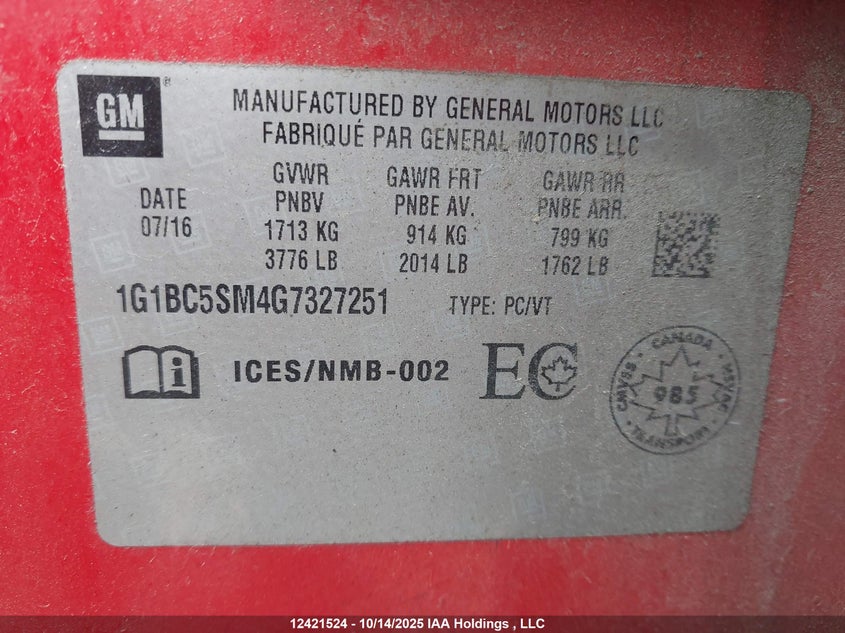 GM ®
MANUFACTURED BY GENERAL MOTORS LLC
FABRIQUÉ PAR GENERAL MOTORS LLC
DATE
07/16
GVWR
PNBV
1713 KG
3776 LB
GAWR FRT
PNBE AV.
914 KG
2014 LB
GAWR RR
PNBE ARR.
799 KG
1762 LB
1G1BC5SM4G7327251 TYPE: PC/VT
i ICES/NMB-002 EC
CANADA
CMVSS 985 NSVAC
TRANSPORT
12421524 - 10/14/2025 IAA Holdings , LLC